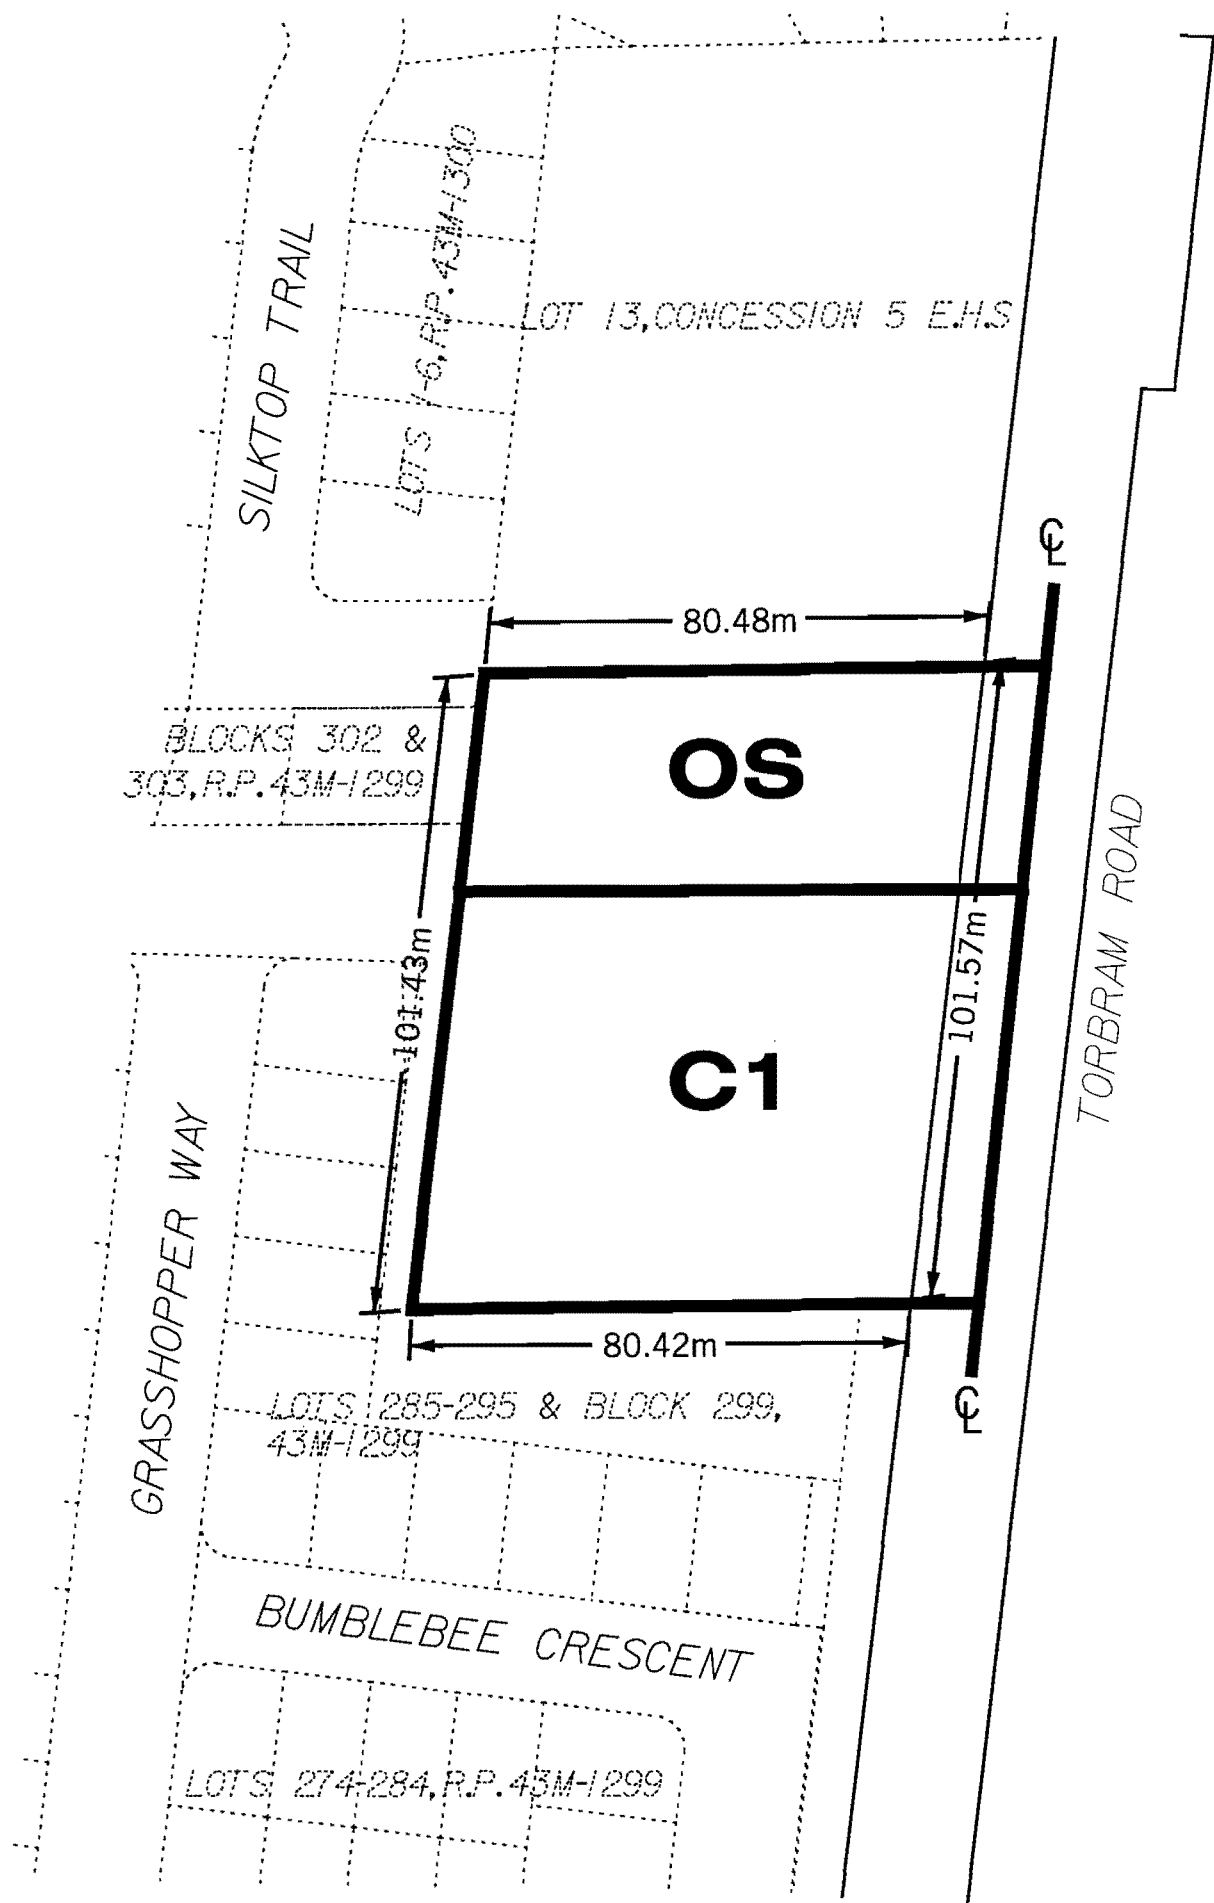 LOTS 1-6, R.P. 43M-1300
SILKTOP TRAIL
LOT 13, CONCESSION 5 E.H.S
℄
80.48m
BLOCKS 302 &
303, R.P. 43M-1299
OS
101.43m
101.57m
TORBRAM ROAD
C1
GRASSHOPPER WAY
80.42m
℄
LOTS 285-295 & BLOCK 299,
43M-1299
BUMBLEBEE CRESCENT
LOTS 274-284, R.P. 43M-1299